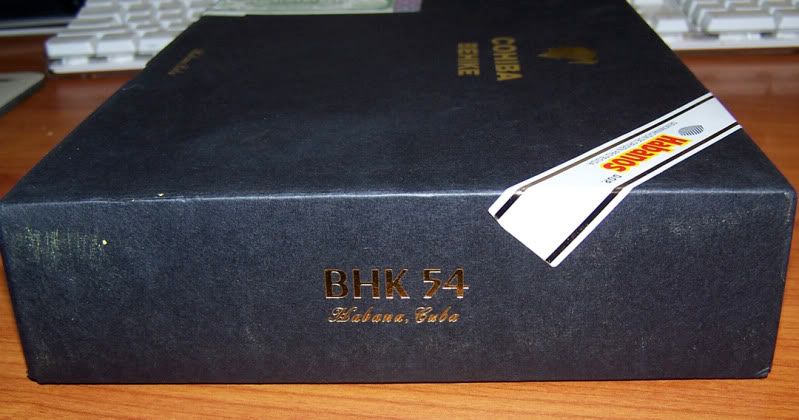 COHIBA
BEHIKE
Habanos
D.O.P.
BHK 54
Habana, Cuba